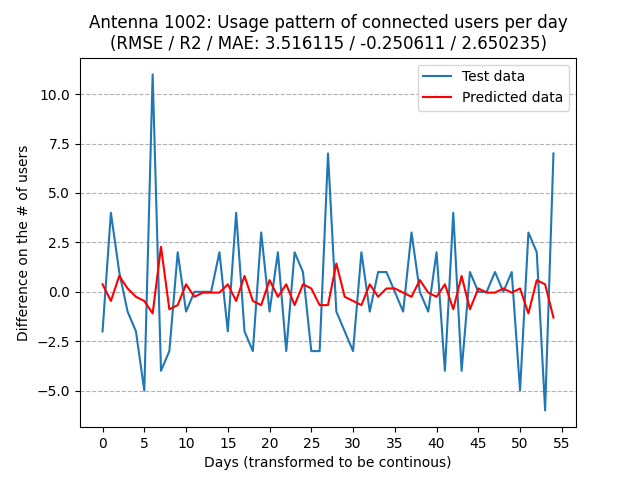 Antenna 1002: Usage pattern of connected users per day
(RMSE / R2 / MAE: 3.516115 / -0.250611 / 2.650235)
Test data
Predicted data
10.0
7.5
5.0
2.5
0.0
−2.5
−5.0
Difference on the # of users
0 5 10 15 20 25 30 35 40 45 50 55
Days (transformed to be continous)